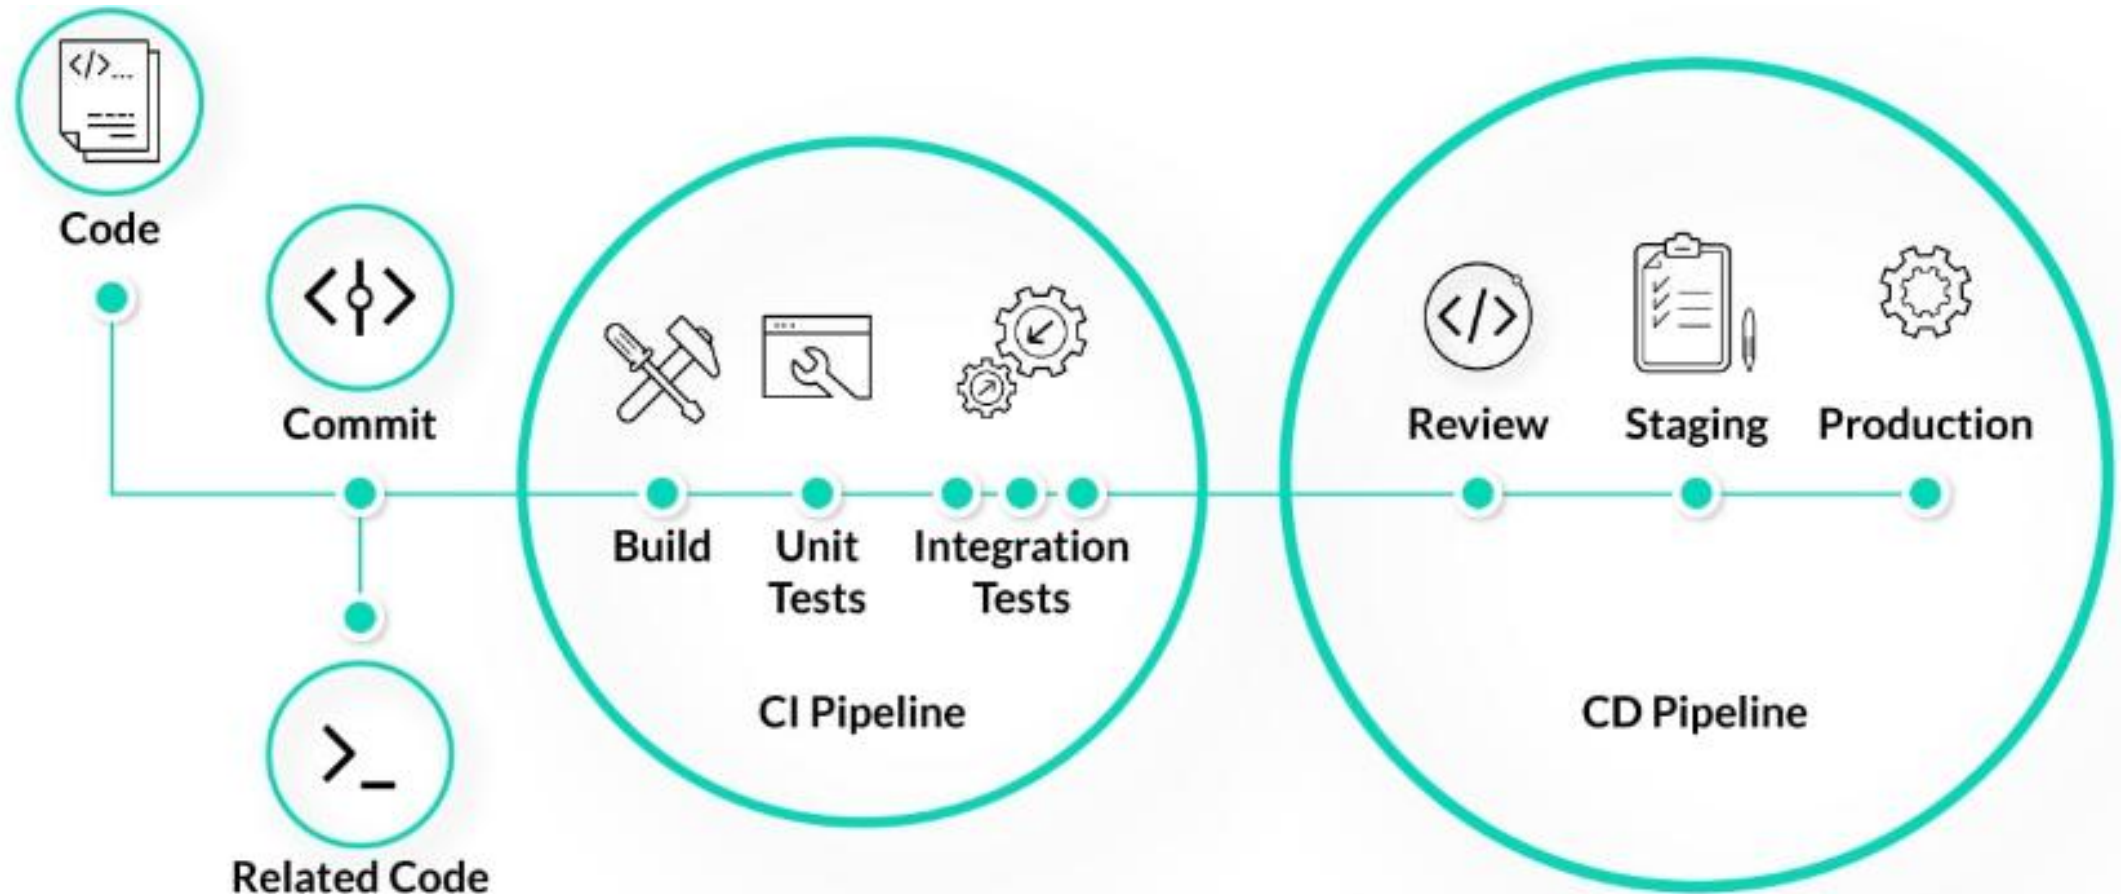 </>...
Code
Commit
Related Code
Build
Unit
Tests
Integration
Tests
CI Pipeline
</>
Review
Staging
Production
CD Pipeline